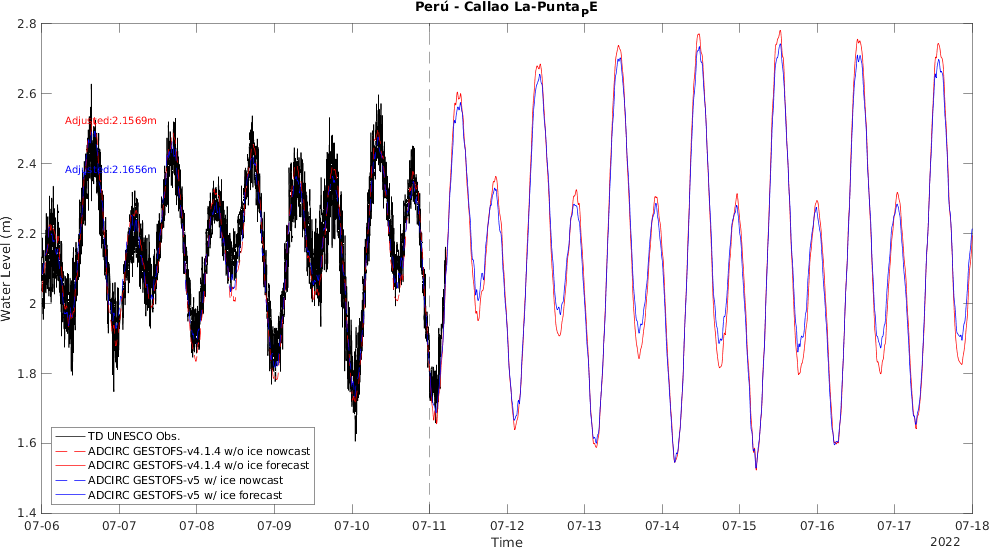 Perú - Callao La-Punta_PE
2.8
2.6
2.4
2.2
2
1.8
1.6
1.4
Water Level (m)
Adjusted:2.1569m
Adjusted:2.1656m
TD UNESCO Obs.
ADCIRC GESTOFS-v4.1.4 w/o ice nowcast
ADCIRC GESTOFS-v4.1.4 w/o ice forecast
ADCIRC GESTOFS-v5 w/ ice nowcast
ADCIRC GESTOFS-v5 w/ ice forecast
07-06 07-07 07-08 07-09 07-10 07-11 07-12 07-13 07-14 07-15 07-16 07-17 07-18
Time
2022